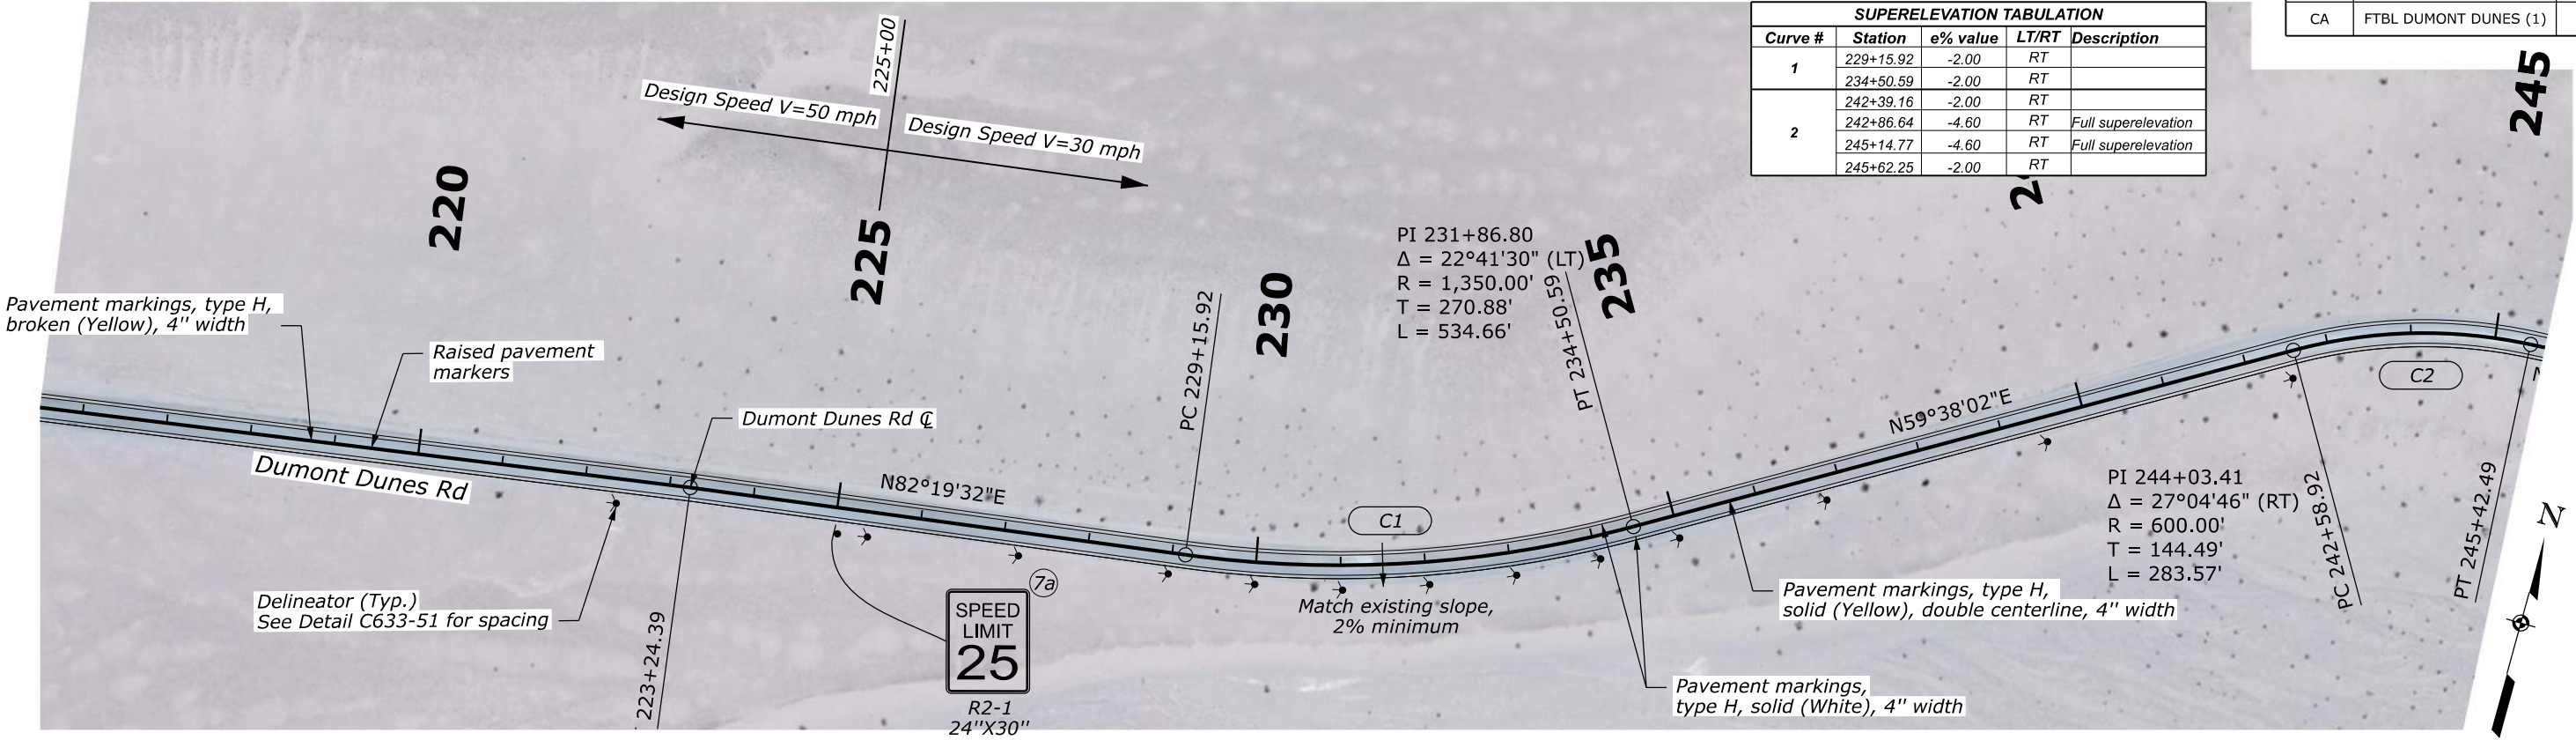 SUPERELEVATION TABULATION
Curve # Station e% value LT/RT Description
1 229+15.92 -2.00 RT
234+50.59 -2.00 RT
2 242+39.16 -2.00 RT
242+86.64 -4.60 RT Full superelevation
245+14.77 -4.60 RT Full superelevation
245+62.25 -2.00 RT
CA FTBL DUMONT DUNES (1)
225+00
Design Speed V=50 mph
Design Speed V=30 mph
220
225
230
235
245
PI 231+86.80
Δ = 22°41'30" (LT)
R = 1,350.00'
T = 270.88'
L = 534.66'
PC 229+15.92
PT 234+50.59
Pavement markings, type H,
broken (Yellow), 4" width
Raised pavement
markers
Dumont Dunes Rd ℄
Dumont Dunes Rd
N82°19'32"E
N59°38'02"E
C1
C2
PI 244+03.41
Δ = 27°04'46" (RT)
R = 600.00'
T = 144.49'
L = 283.57'
PC 242+58.92
PT 245+42.49
N
Delineator (Typ.)
See Detail C633-51 for spacing
223+24.39
7a
SPEED
LIMIT
25
R2-1
24"X30"
Match existing slope,
2% minimum
Pavement markings, type H,
solid (Yellow), double centerline, 4" width
Pavement markings,
type H, solid (White), 4" width